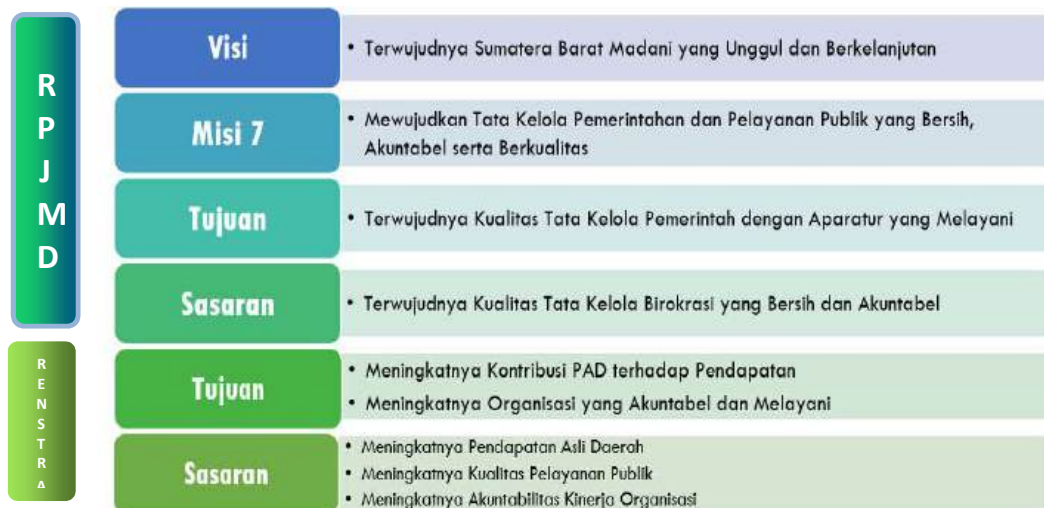 R
P
J
M
D
Visi
• Terwujudnya Sumatera Barat Madani yang Unggul dan Berkelanjutan
Misi 7
• Mewujudkan Tata Kelola Pemerintahan dan Pelayanan Publik yang Bersih,
Akuntabel serta Berkualitas
Tujuan
• Terwujudnya Kualitas Tata Kelola Pemerintah dengan Aparatur yang Melayani
Sasaran
• Terwujudnya Kualitas Tata Kelola Birokrasi yang Bersih dan Akuntabel
R
E
N
S
T
R
A
Tujuan
• Meningkatnya Kontribusi PAD terhadap Pendapatan
• Meningkatnya Organisasi yang Akuntabel dan Melayani
Sasaran
• Meningkatnya Pendapatan Asli Daerah
• Meningkatnya Kualitas Pelayanan Publik
• Meningkatnya Akuntabilitas Kinerja Organisasi